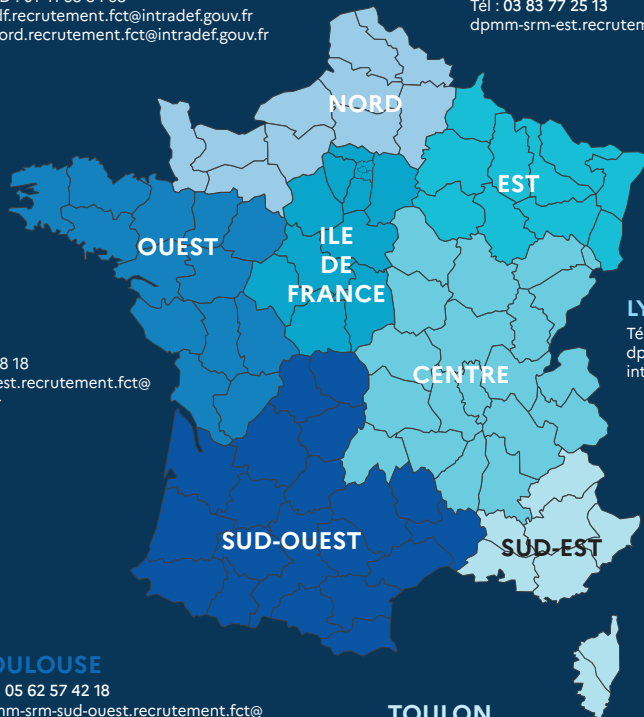 df.recrutement.fct@intradef.gouv.fr
ord.recrutement.fct@intradef.gouv.fr
Tél : 03 83 77 25 13
dpmm-srm-est.recrutem
NORD
EST
OUEST
ILE
DE
FRANCE
LY
Té
dp
int
8 18
est.recrutement.fct@
CENTRE
SUD-OUEST
SUD-EST
OULOUSE
05 62 57 42 18
mm-srm-sud-ouest.recrutement.fct@
TOULON